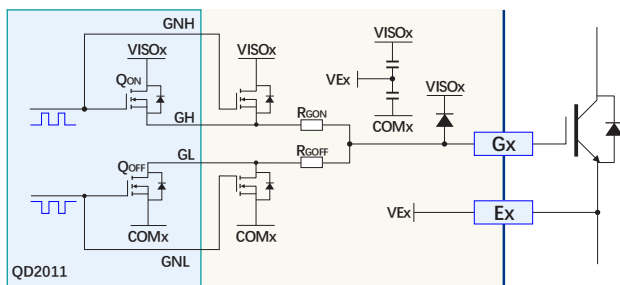 GNH
VISOx
VISOx
VISOx
QON
VEx
VISOx
GH
RGON
COMx
GL
RGOFF
Gx
QOFF
VEx
Ex
COMx
COMx
GNL
QD2011